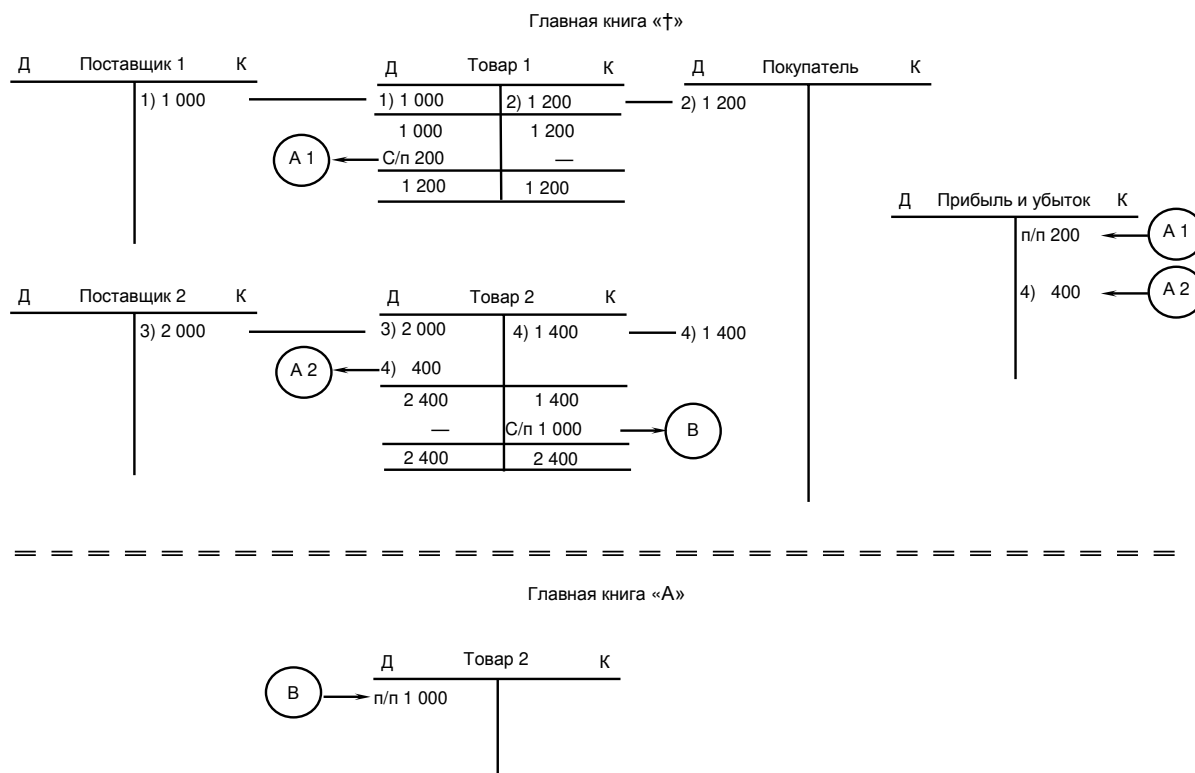 Главная книга «†»
Д Поставщик 1 К
Д Товар 1 К
Д Покупатель К
1) 1 000
1) 1 000 2) 1 200
2) 1 200
1 000 1 200
А 1
С/п 200 —
1 200 1 200
Д Прибыль и убыток К
п/п 200
А 1
4) 400
А 2
Д Поставщик 2 К
Д Товар 2 К
3) 2 000
3) 2 000 4) 1 400
4) 1 400
А 2
4) 400
2 400 1 400
— С/п 1 000
В
2 400 2 400
Главная книга «А»
Д Товар 2 К
В
п/п 1 000